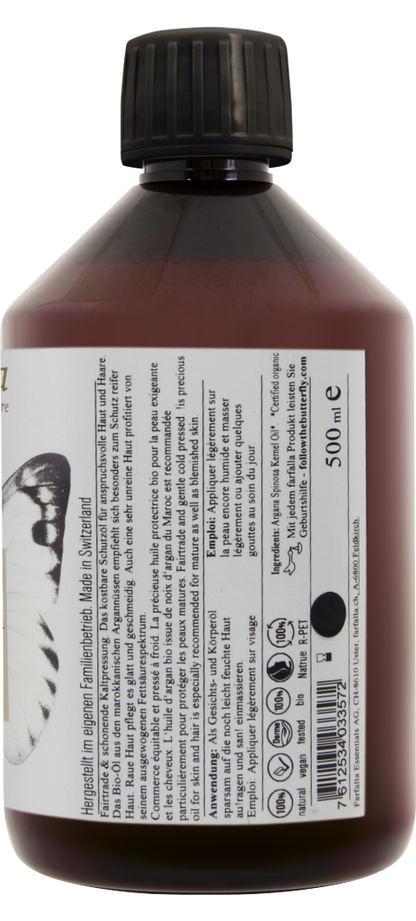 a
re
Hergestellt im eigenen Familienbetrieb. Made in Switzerland
Fairtrade & schonende Kaltpressung Das kostbare Schutzöl für anspruchsvolle Haut und Haare
Das Bio-Öl aus den marokkanischen Argannüssen empfiehlt sich besonders zum Schutz reifer
Haut. Raue Haut pflegt es glatt und geschmeidig Auch eine sehr unreine Haut profitiert von
seinem ausgewogenen Fettsäurespektrum.
Commerce équitable et pressé à froid. La précieuse huile protectrice bio pour la peau exigeante
et les cheveux. L'huile d'argan bio issue de noix d'argan du Maroc est recommandée
particulièrement pour protéger les peaux matures. Fairtrade and gentle cold pressed. is precious
oil for skin and hair is especially recommended for mature as well as blemished skin
Anwendung: Als Gesichts- und Körperöl
sparsam auf die noch leicht feuchte Haut
au ragen und san einmassieren.
Emploi: Appliquer légèrement sur visage
Emploi: Appliquer légèrement sur
la peau encore humide et masser
légèrement ou ajouter quelques
gouttes au soin du jour
100% Derma 100% 100%
natural vegan tested bio Natrue R-PET
Ingredients: Argana Spinosa Kernel Oil* *Certified organic
Mit jedem farfalla Produkt leisten Sie
Geburtshilfe - followthebutterfly.com
7 612534 033572
500 ml e
Farfalla Essentials AG, CH-8610 Uster, farfalla.ch, A-6800 Feldkirch